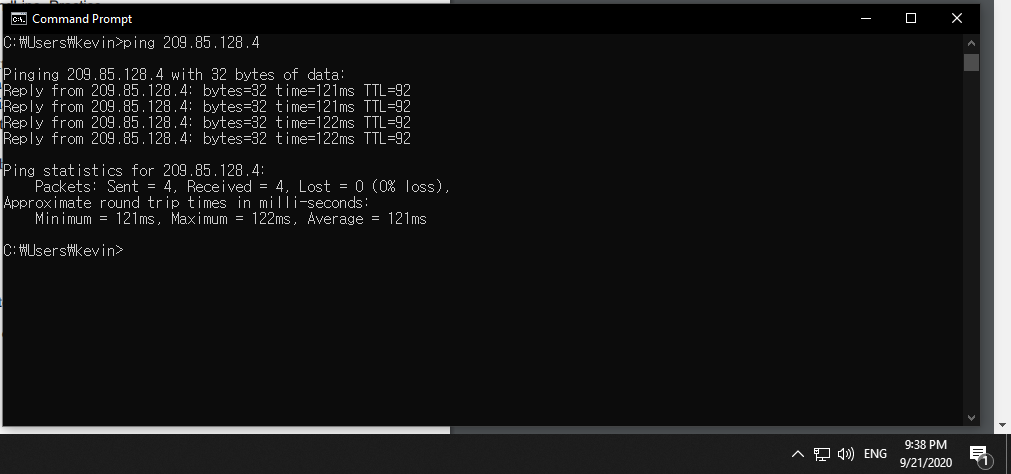 Command Prompt
C:₩Users₩kevin>ping 209.85.128.4
Pinging 209.85.128.4 with 32 bytes of data:
Reply from 209.85.128.4: bytes=32 time=121ms TTL=92
Reply from 209.85.128.4: bytes=32 time=121ms TTL=92
Reply from 209.85.128.4: bytes=32 time=122ms TTL=92
Reply from 209.85.128.4: bytes=32 time=122ms TTL=92
Ping statistics for 209.85.128.4:
Packets: Sent = 4, Received = 4, Lost = 0 (0% loss),
Approximate round trip times in milli-seconds:
Minimum = 121ms, Maximum = 122ms, Average = 121ms
C:₩Users₩kevin>
ENG
9:38 PM
9/21/2020
1